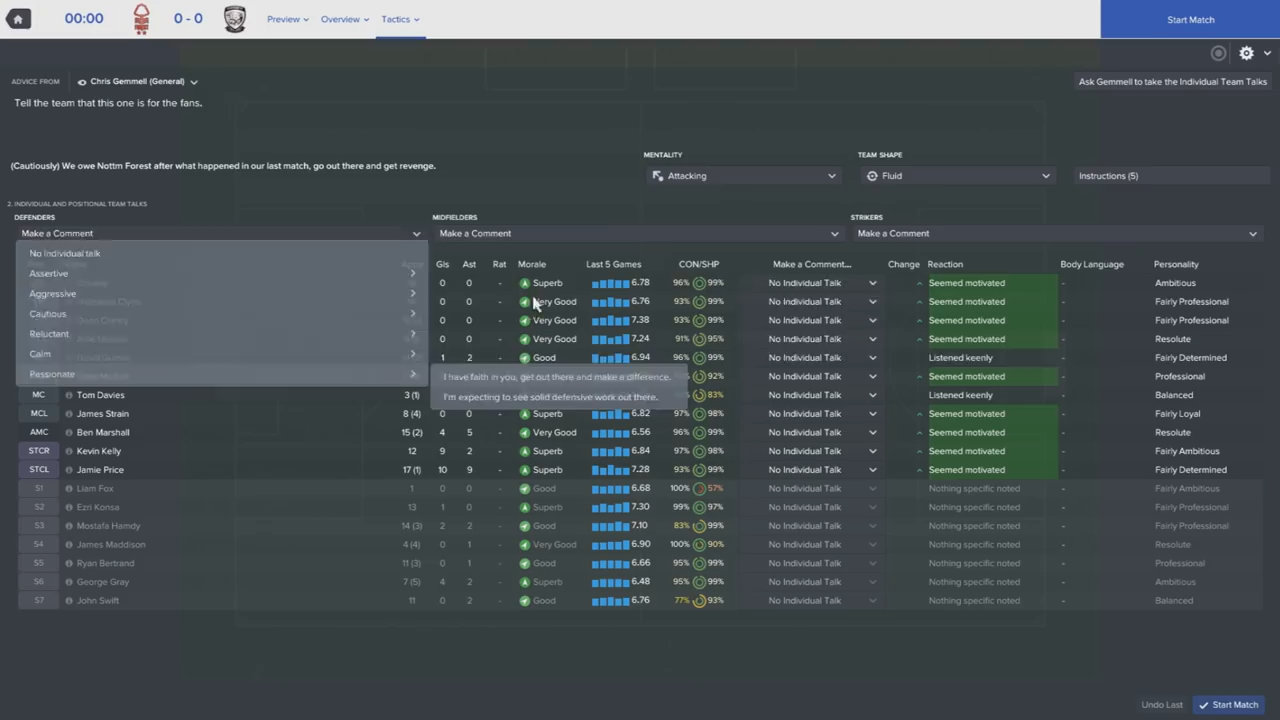 00:00 0 - 0 Preview Overview Tactics Start Match
ADVICE FROM Chris Gemmell (General) Ask Gemmell to take the Individual Team Talks
Tell the team that this one is for the fans.
(Cautiously) We owe Nottm Forest after what happened in our last match, go out there and get revenge.
MENTALITY TEAM SHAPE
Attacking Fluid Instructions (5)
2. INDIVIDUAL AND POSITIONAL TEAM TALKS
DEFENDERS MIDFIELDERS STRIKERS
Make a Comment Make a Comment Make a Comment
No individual talk
Assertive
Aggressive
Cautious
Reluctant
Calm
Passionate
I have faith in you, get out there and make a difference.
I'm expecting to see solid defensive work out there.
Gls Ast Rat Morale Last 5 Games CON/SHP Make a Comment... Change Reaction Body Language Personality
0 0 - Superb 6.78 96% 99% No Individual Talk Seemed motivated - Ambitious
0 0 - Very Good 6.76 93% 99% No Individual Talk Seemed motivated - Fairly Professional
0 0 - Very Good 7.38 93% 99% No Individual Talk Seemed motivated - Fairly Professional
0 0 - Very Good 7.24 91% 95% No Individual Talk Seemed motivated - Resolute
1 2 - Good 6.94 96% 99% No Individual Talk Listened keenly - Fairly Determined
92% No Individual Talk Seemed motivated - Professional
MC Tom Davies 3 (1) 83% No Individual Talk Listened keenly - Balanced
MCL James Strain 8 (4) 0 0 - Superb 6.82 97% 98% No Individual Talk Seemed motivated - Fairly Loyal
AMC Ben Marshall 15 (2) 4 5 - Very Good 6.56 96% 99% No Individual Talk Seemed motivated - Resolute
STCR Kevin Kelly 12 9 2 - Superb 6.84 97% 98% No Individual Talk Seemed motivated - Fairly Ambitious
STCL Jamie Price 17 (1) 10 9 - Superb 7.28 93% 99% No Individual Talk Seemed motivated - Fairly Determined
S1 Liam Fox 1 0 0 - Good 6.68 100% 57% No Individual Talk Nothing specific noted - Fairly Ambitious
S2 Ezri Konsa 13 1 0 - Superb 7.30 99% 97% No Individual Talk Nothing specific noted - Fairly Professional
S3 Mostafa Hamdy 14 (3) 2 2 - Good 7.10 83% 99% No Individual Talk Nothing specific noted - Fairly Professional
S4 James Maddison 4 (4) 0 1 - Very Good 6.90 100% 90% No Individual Talk Nothing specific noted - Resolute
S5 Ryan Bertrand 11 (3) 0 1 - Good 6.66 95% 99% No Individual Talk Nothing specific noted - Professional
S6 George Gray 7 (5) 4 2 - Superb 6.48 95% 99% No Individual Talk Nothing specific noted - Ambitious
S7 John Swift 11 0 2 - Good 6.76 77% 93% No Individual Talk Nothing specific noted - Balanced
Undo Last Start Match